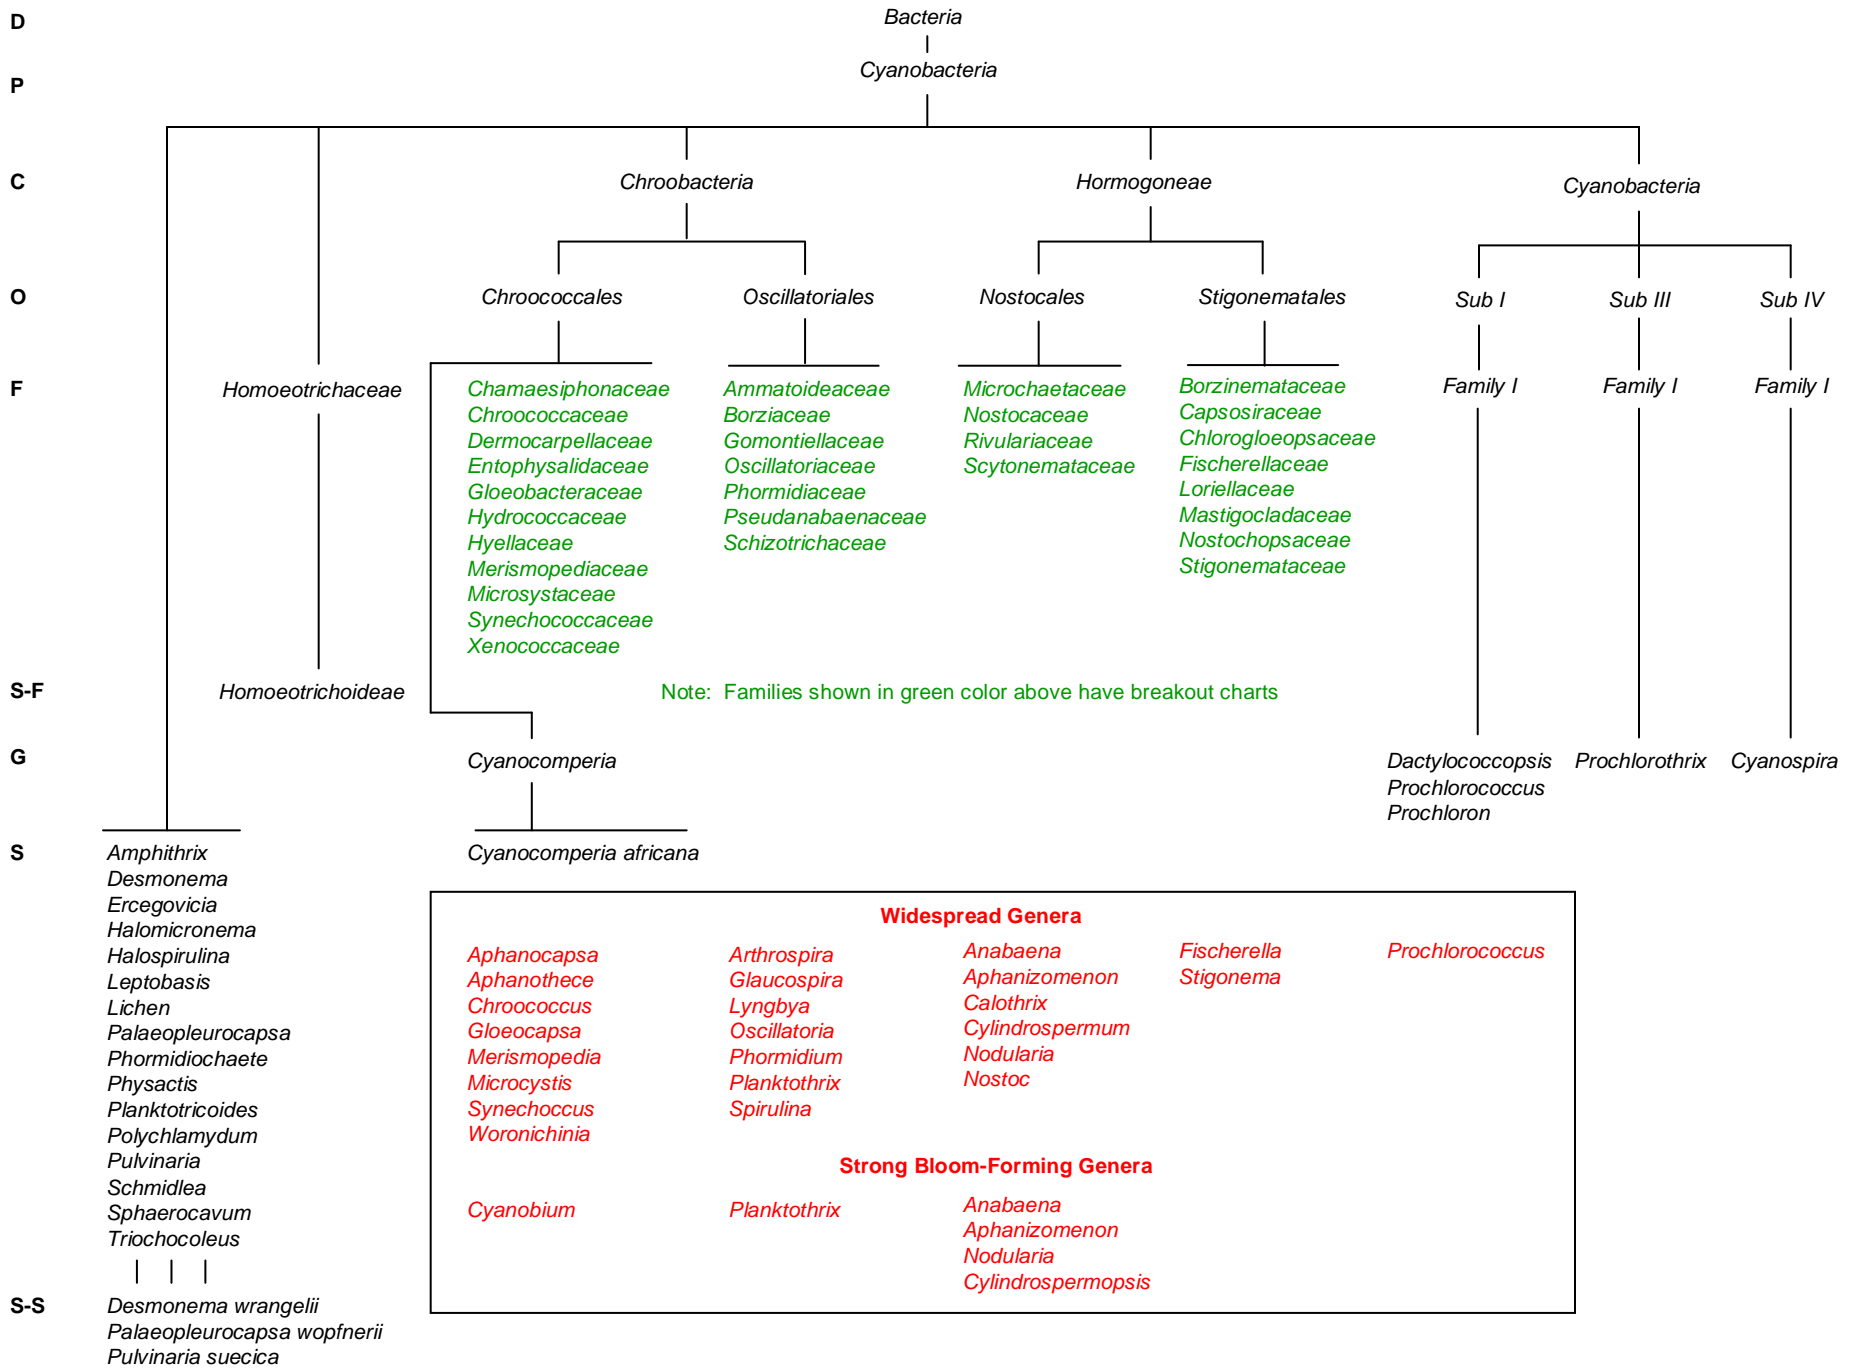 D
Bacteria
P
Cyanobacteria
C
Chroobacteria
Hormogoneae
Cyanobacteria
O
Chroococcales
Oscillatoriales
Nostocales
Stigonematales
Sub I
Sub III
Sub IV
F
Homoeotrichaceae
Chamaesiphonaceae
Chroococcaceae
Dermocarpellaceae
Entophysalidaceae
Gloeobacteraceae
Hydrococcaceae
Hyellaceae
Merismopediaceae
Microsystaceae
Synechococcaceae
Xenococcaceae
Ammatoideaceae
Borziaceae
Gomontiellaceae
Oscillatoriaceae
Phormidiaceae
Pseudanabaenaceae
Schizotrichaceae
Microchaetaceae
Nostocaceae
Rivulariaceae
Scytonemataceae
Borzinemataceae
Capsosiraceae
Chlorogloeopsaceae
Fischerellaceae
Loriellaceae
Mastigocladaceae
Nostochopsaceae
Stigonemataceae
Family I
Family I
Family I
S-F
Homoeotrichoideae
Note: Families shown in green color above have breakout charts
G
Cyanocomperia
Dactylococcopsis
Prochlorococcus
Prochloron
Prochlorothrix
Cyanospira
S
Amphithrix
Desmonema
Ercegovicia
Halomicronema
Halospirulina
Leptobasis
Lichen
Palaeopleurocapsa
Phormidiochaete
Physactis
Planktotricoides
Polychlamydum
Pulvinaria
Schmidlea
Sphaerocavum
Triochocoleus
Cyanocomperia africana
Widespread Genera
Aphanocapsa
Aphanothece
Chroococcus
Gloeocapsa
Merismopedia
Microcystis
Synechoccus
Woronichinia
Arthrospira
Glaucospira
Lyngbya
Oscillatoria
Phormidium
Planktothrix
Spirulina
Anabaena
Aphanizomenon
Calothrix
Cylindrospermum
Nodularia
Nostoc
Fischerella
Stigonema
Prochlorococcus
Strong Bloom-Forming Genera
Cyanobium
Planktothrix
Anabaena
Aphanizomenon
Nodularia
Cylindrospermopsis
S-S
Desmonema wrangelii
Palaeopleurocapsa wopfnerii
Pulvinaria suecica